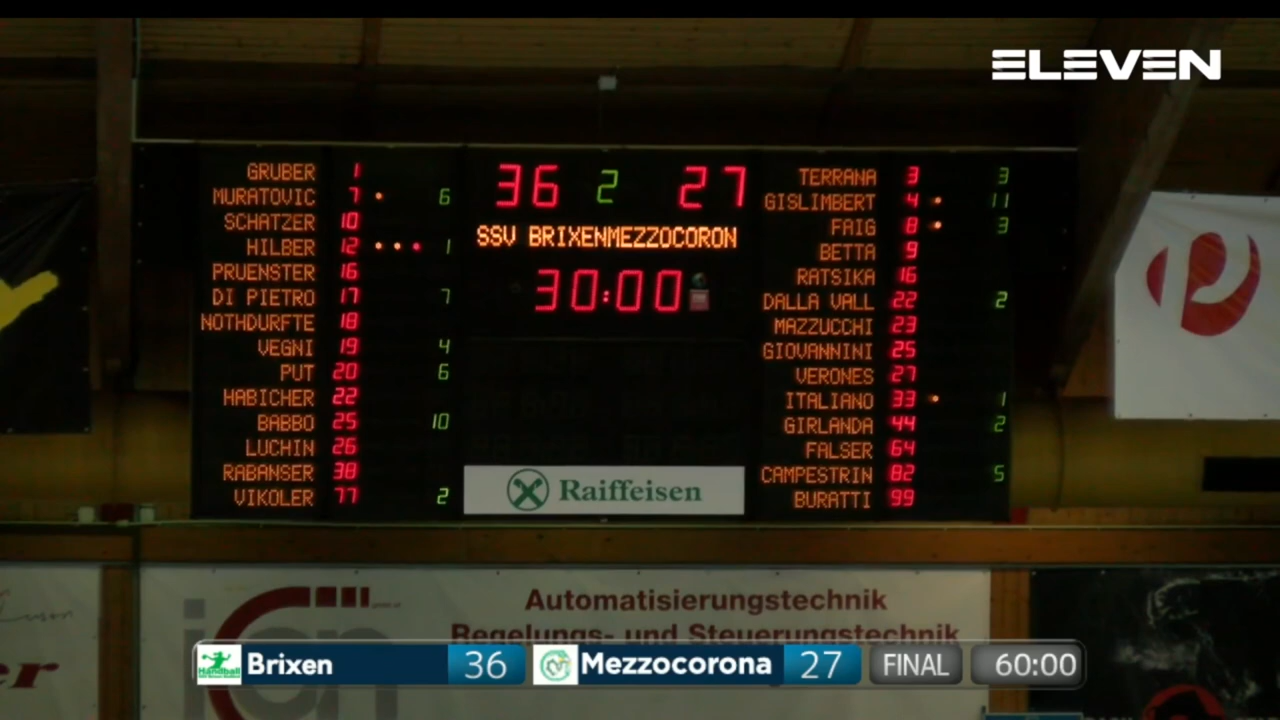 ELEVEN
36 2 27
SSV BRIXENMEZZOCORON
30:00
GRUBER 1
MURATOVIC 7 6
SCHATZER 10
HILBER 12 1
PRUENSTER 16
DI PIETRO 17 7
NOTHDURFTE 18
VEGNI 19 4
PUT 20 6
HABICHER 22
BABBO 25 10
LUCHIN 26
RABANSER 38
VIKOLER 77 2
TERRANA 3 3
GISLIMBERT 4 11
FAIG 8 3
BETTA 9
RATSIKA 16
DALLA VALL 22 2
MAZZUCCHI 23
GIOVANNINI 25
VERONES 27
ITALIANO 33 1
GIRLANDA 44 2
FALSER 64
CAMPESTRIN 82 5
BURATTI 99
Raiffeisen
Automatisierungstechnik
Regelungs- und Steuerungstechnik
er
Handball
Brixen 36 Mezzocorona 27 FINAL 60:00